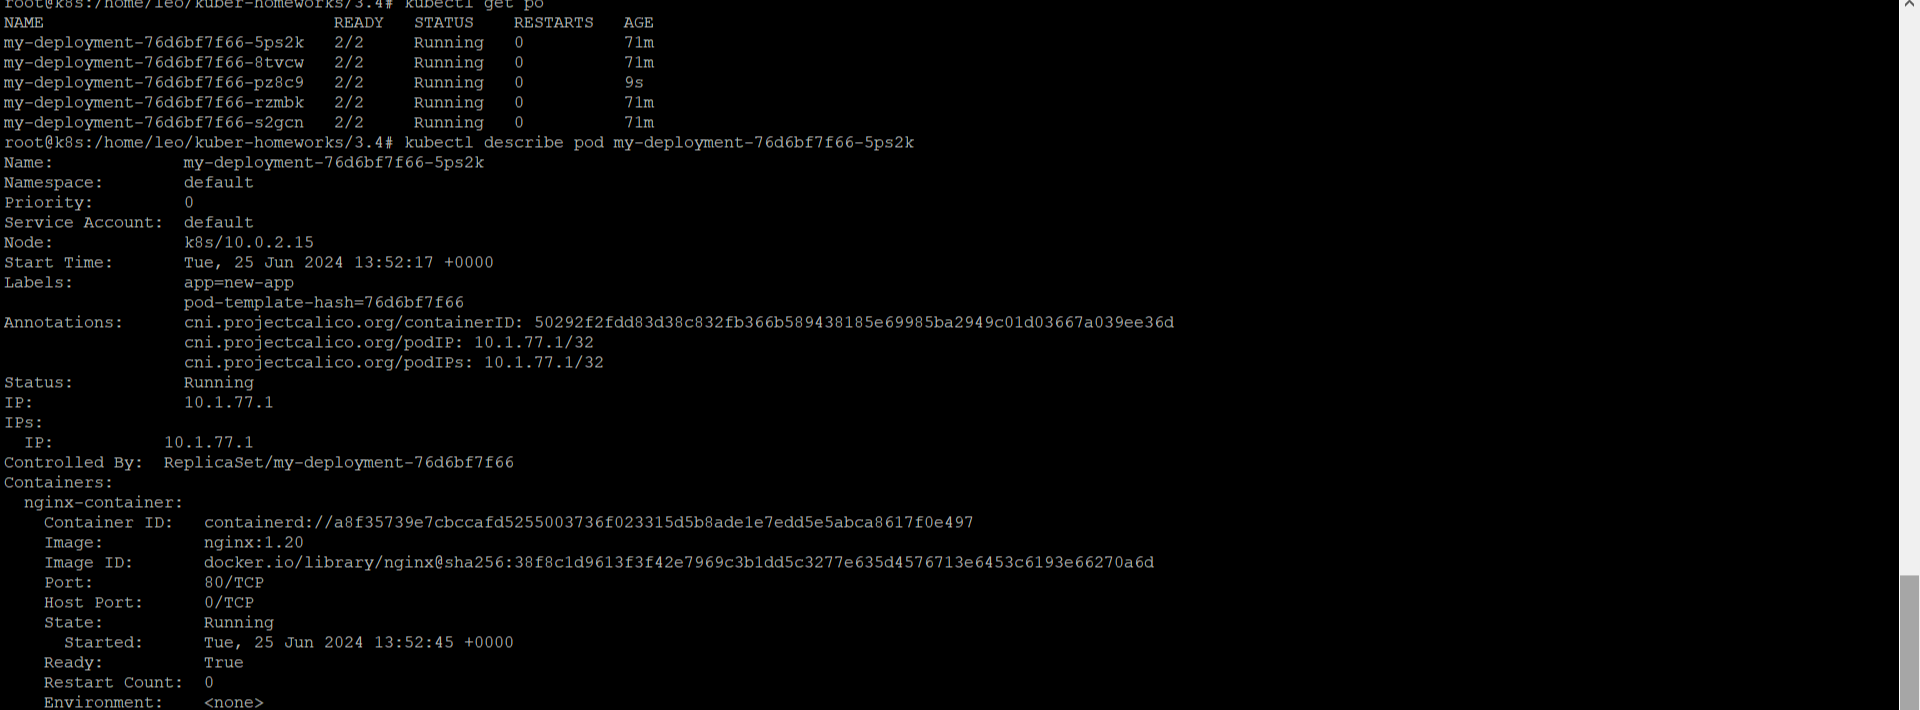 root@k8s:/home/leo/kuber-homeworks/3.4# kubectl get po
NAME                             READY   STATUS    RESTARTS   AGE
my-deployment-76d6bf7f66-5ps2k   2/2     Running   0          71m
my-deployment-76d6bf7f66-8tvcw   2/2     Running   0          71m
my-deployment-76d6bf7f66-pz8c9   2/2     Running   0          9s
my-deployment-76d6bf7f66-rzmbk   2/2     Running   0          71m
my-deployment-76d6bf7f66-s2gcn   2/2     Running   0          71m
root@k8s:/home/leo/kuber-homeworks/3.4# kubectl describe pod my-deployment-76d6bf7f66-5ps2k
Name:             my-deployment-76d6bf7f66-5ps2k
Namespace:        default
Priority:         0
Service Account:  default
Node:             k8s/10.0.2.15
Start Time:       Tue, 25 Jun 2024 13:52:17 +0000
Labels:           app=new-app
                  pod-template-hash=76d6bf7f66
Annotations:      cni.projectcalico.org/containerID: 50292f2fdd83d38c832fb366b589438185e69985ba2949c01d03667a039ee36d
                  cni.projectcalico.org/podIP: 10.1.77.1/32
                  cni.projectcalico.org/podIPs: 10.1.77.1/32
Status:           Running
IP:               10.1.77.1
IPs:
  IP:           10.1.77.1
Controlled By:  ReplicaSet/my-deployment-76d6bf7f66
Containers:
  nginx-container:
    Container ID:   containerd://a8f35739e7cbccafd5255003736f023315d5b8ade1e7edd5e5abca8617f0e497
    Image:          nginx:1.20
    Image ID:       docker.io/library/nginx@sha256:38f8c1d9613f3f42e7969c3b1dd5c3277e635d4576713e6453c6193e66270a6d
    Port:           80/TCP
    Host Port:      0/TCP
    State:          Running
      Started:      Tue, 25 Jun 2024 13:52:45 +0000
    Ready:          True
    Restart Count:  0
    Environment:    <none>